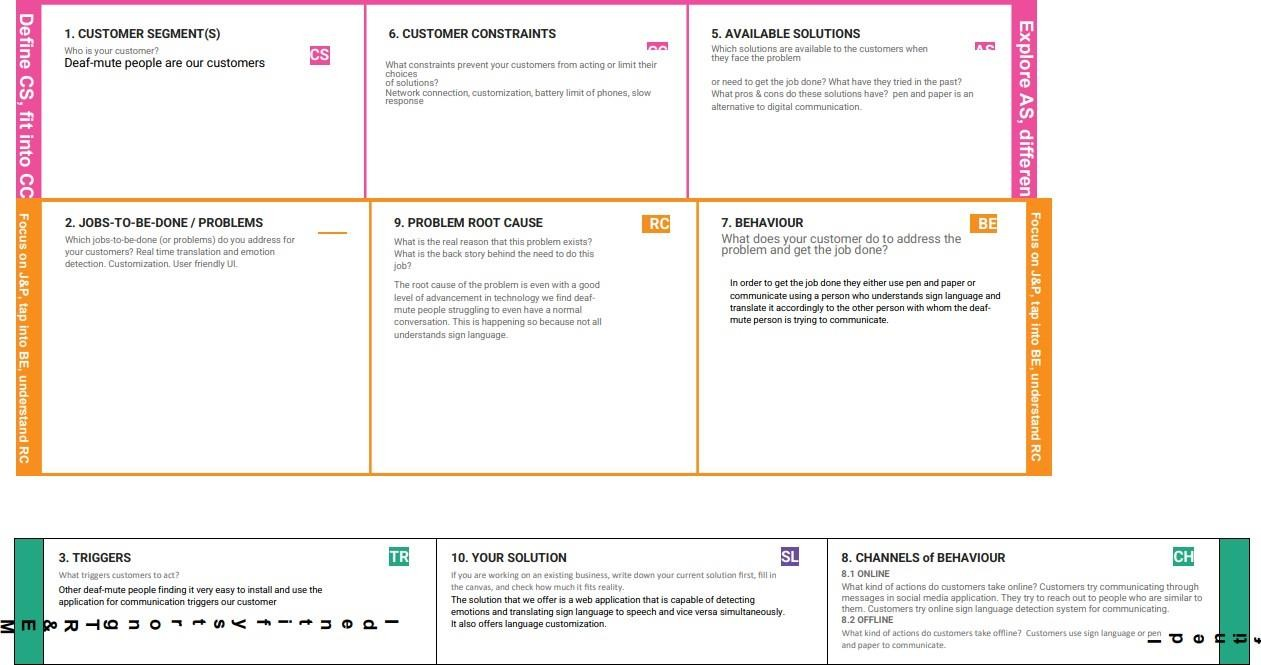 Define CS, fit into CC
1. CUSTOMER SEGMENT(S)
Who is your customer?
CS
Deaf-mute people are our customers
6. CUSTOMER CONSTRAINTS
CC
What constraints prevent your customers from acting or limit their
choices
of solutions?
Network connection, customization, battery limit of phones, slow
response
5. AVAILABLE SOLUTIONS
AS
Which solutions are available to the customers when
they face the problem
or need to get the job done? What have they tried in the past?
What pros & cons do these solutions have? pen and paper is an
alternative to digital communication.
Explore AS, differen
Focus on J&P, tap into BE, understand RC
2. JOBS-TO-BE-DONE / PROBLEMS
Which jobs-to-be-done (or problems) do you address for
your customers? Real time translation and emotion
detection. Customization. User friendly UI.
9. PROBLEM ROOT CAUSE
RC
What is the real reason that this problem exists?
What is the back story behind the need to do this
job?
The root cause of the problem is even with a good
level of advancement in technology we find deaf-
mute people struggling to even have a normal
conversation. This is happening so because not all
understands sign language.
7. BEHAVIOUR
BE
What does your customer do to address the
problem and get the job done?
In order to get the job done they either use pen and paper or
communicate using a person who understands sign language and
translate it accordingly to the other person with whom the deaf-
mute person is trying to communicate.
Focus on J&P, tap into BE, understand RC
3. TRIGGERS
TR
What triggers customers to act?
Other deaf-mute people finding it very easy to install and use the
application for communication triggers our customer
Identify strong TR & EM
10. YOUR SOLUTION
SL
If you are working on an existing business, write down your current solution first, fill in
the canvas, and check how much it fits reality.
The solution that we offer is a web application that is capable of detecting
emotions and translating sign language to speech and vice versa simultaneously.
It also offers language customization.
8. CHANNELS of BEHAVIOUR
CH
8.1 ONLINE
What kind of actions do customers take online? Customers try communicating through
messages in social media application. They try to reach out to people who are similar to
them. Customers try online sign language detection system for communicating.
8.2 OFFLINE
What kind of actions do customers take offline? Customers use sign language or pen
and paper to communicate.
Identif